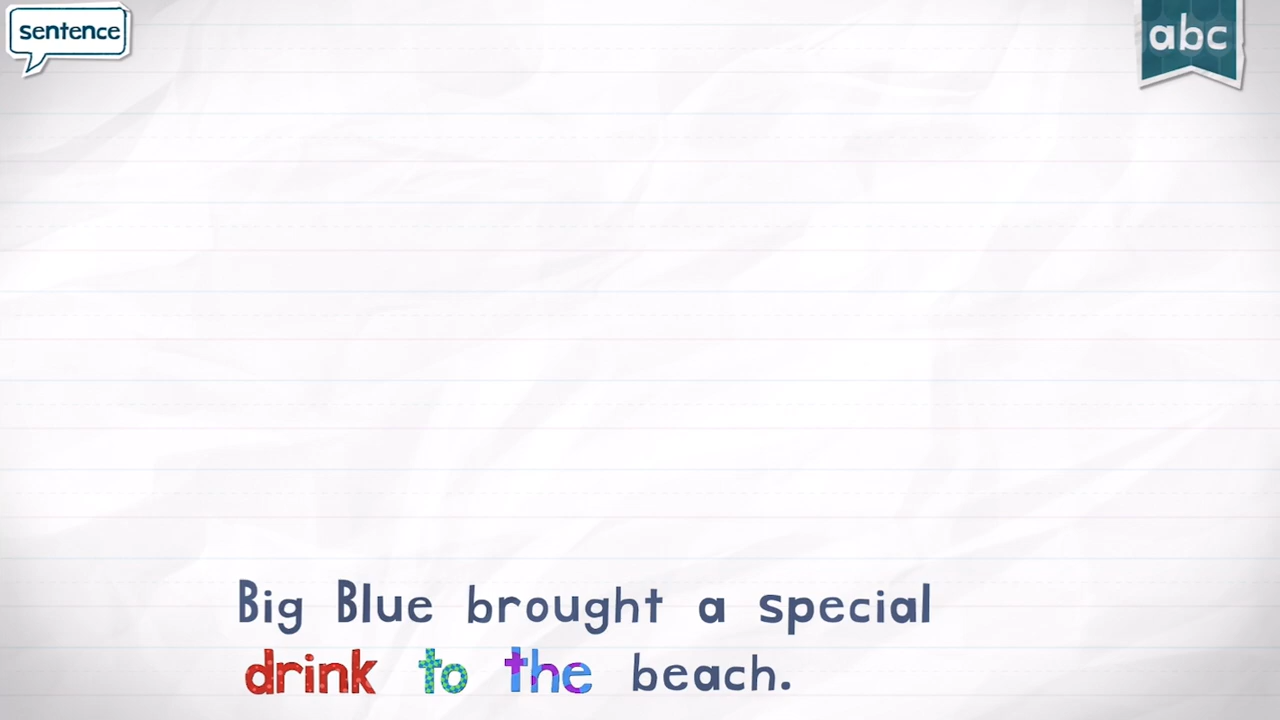 sentence
abc
Big Blue brought a special
drink to the beach.